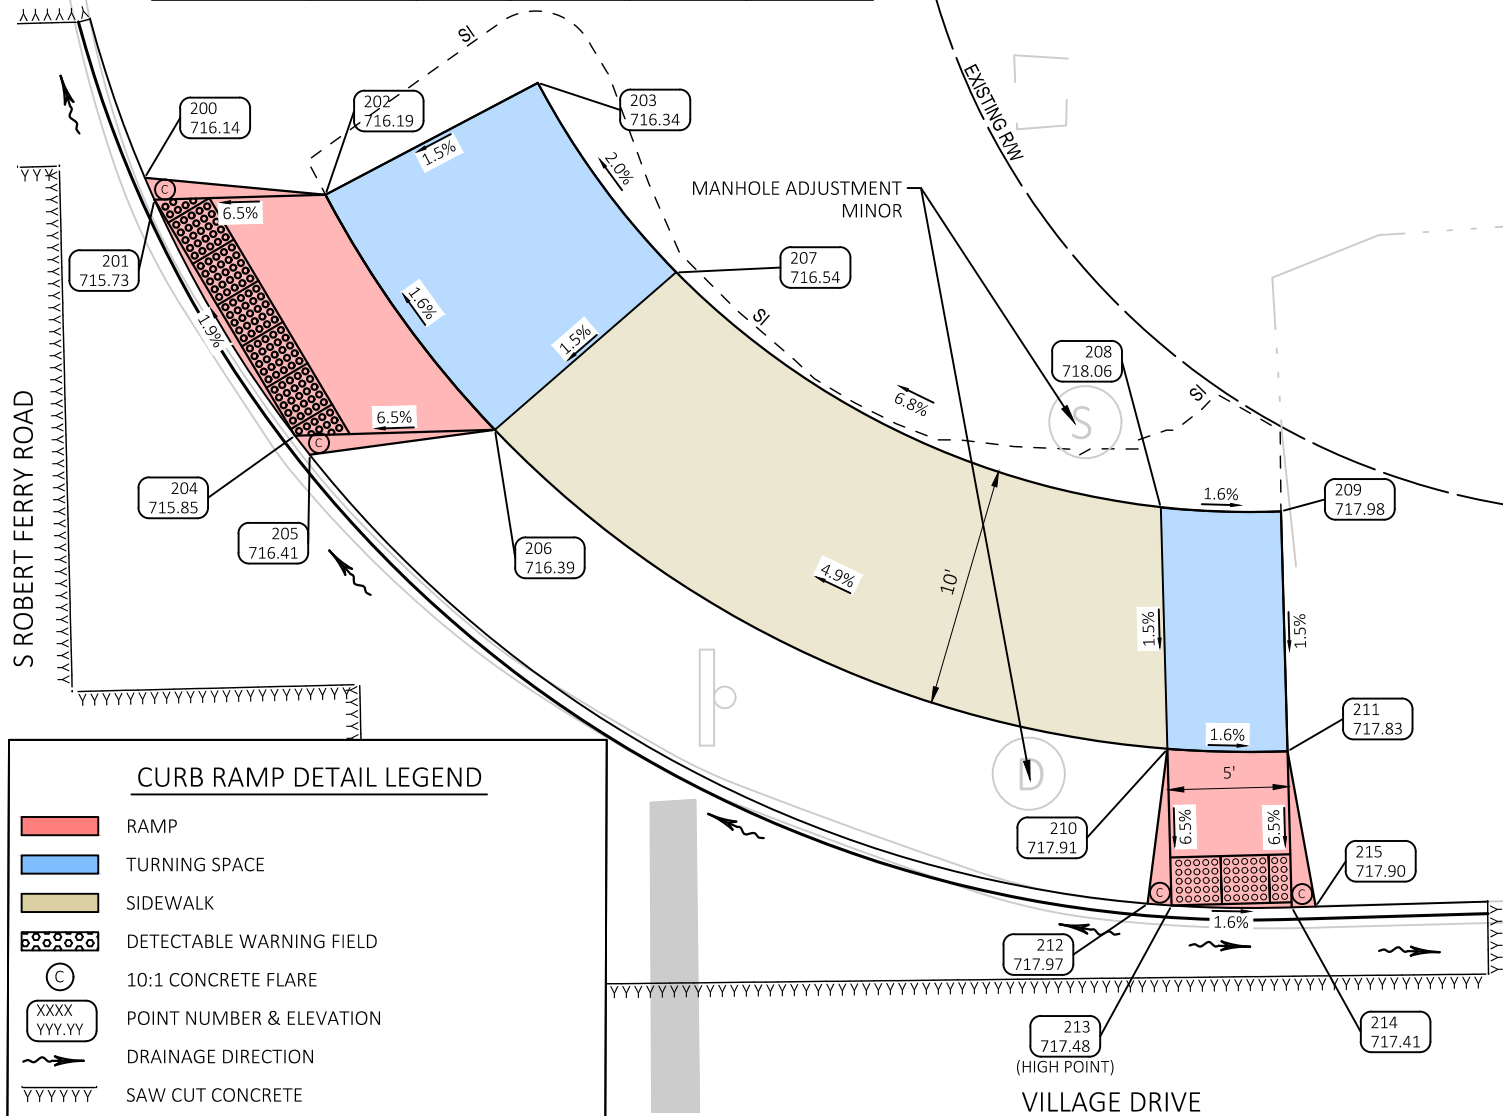 SI
EXISTING R/W
200
716.14
202
716.19
203
716.34
1.5%
2.0%
MANHOLE ADJUSTMENT
MINOR
C
6.5%
201
715.73
207
716.54
1.6%
1.5%
1.9%
SI
208
718.06
S
SI
6.8%
6.5%
C
204
715.85
205
716.41
206
716.39
1.6%
209
717.98
S ROBERT FERRY ROAD
4.9%
10'
1.5%
1.5%
211
717.83
1.6%
5'
D
210
717.91
6.5%
6.5%
215
717.90
C
C
1.6%
212
717.97
213
717.48
(HIGH POINT)
214
717.41
VILLAGE DRIVE
CURB RAMP DETAIL LEGEND
RAMP
TURNING SPACE
SIDEWALK
DETECTABLE WARNING FIELD
C
10:1 CONCRETE FLARE
XXXX
YYY.YY
POINT NUMBER & ELEVATION
DRAINAGE DIRECTION
SAW CUT CONCRETE